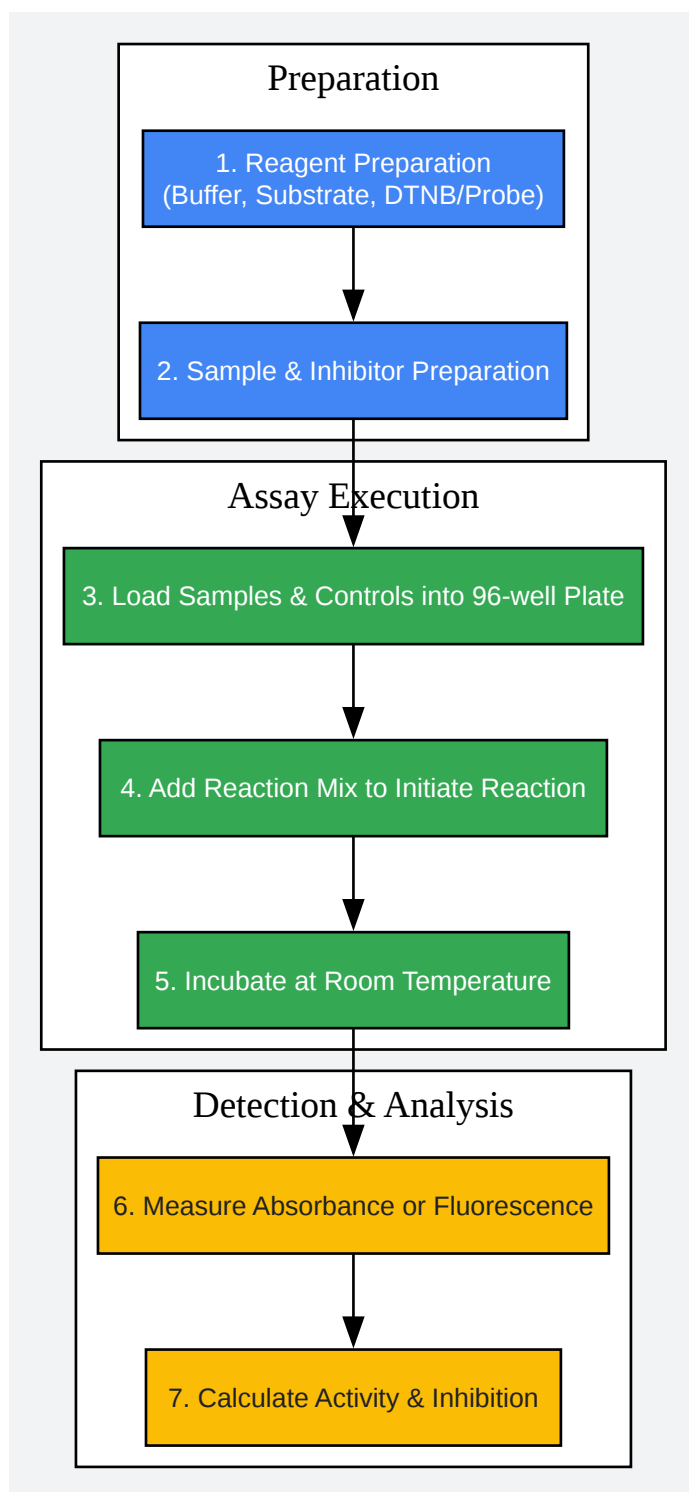 Preparation
1. Reagent Preparation
(Buffer, Substrate, DTNB/Probe)
2. Sample & Inhibitor Preparation
Assay Execution
3. Load Samples & Controls into 96-well Plate
4. Add Reaction Mix to Initiate Reaction
5. Incubate at Room Temperature
Detection & Analysis
6. Measure Absorbance or Fluorescence
7. Calculate Activity & Inhibition